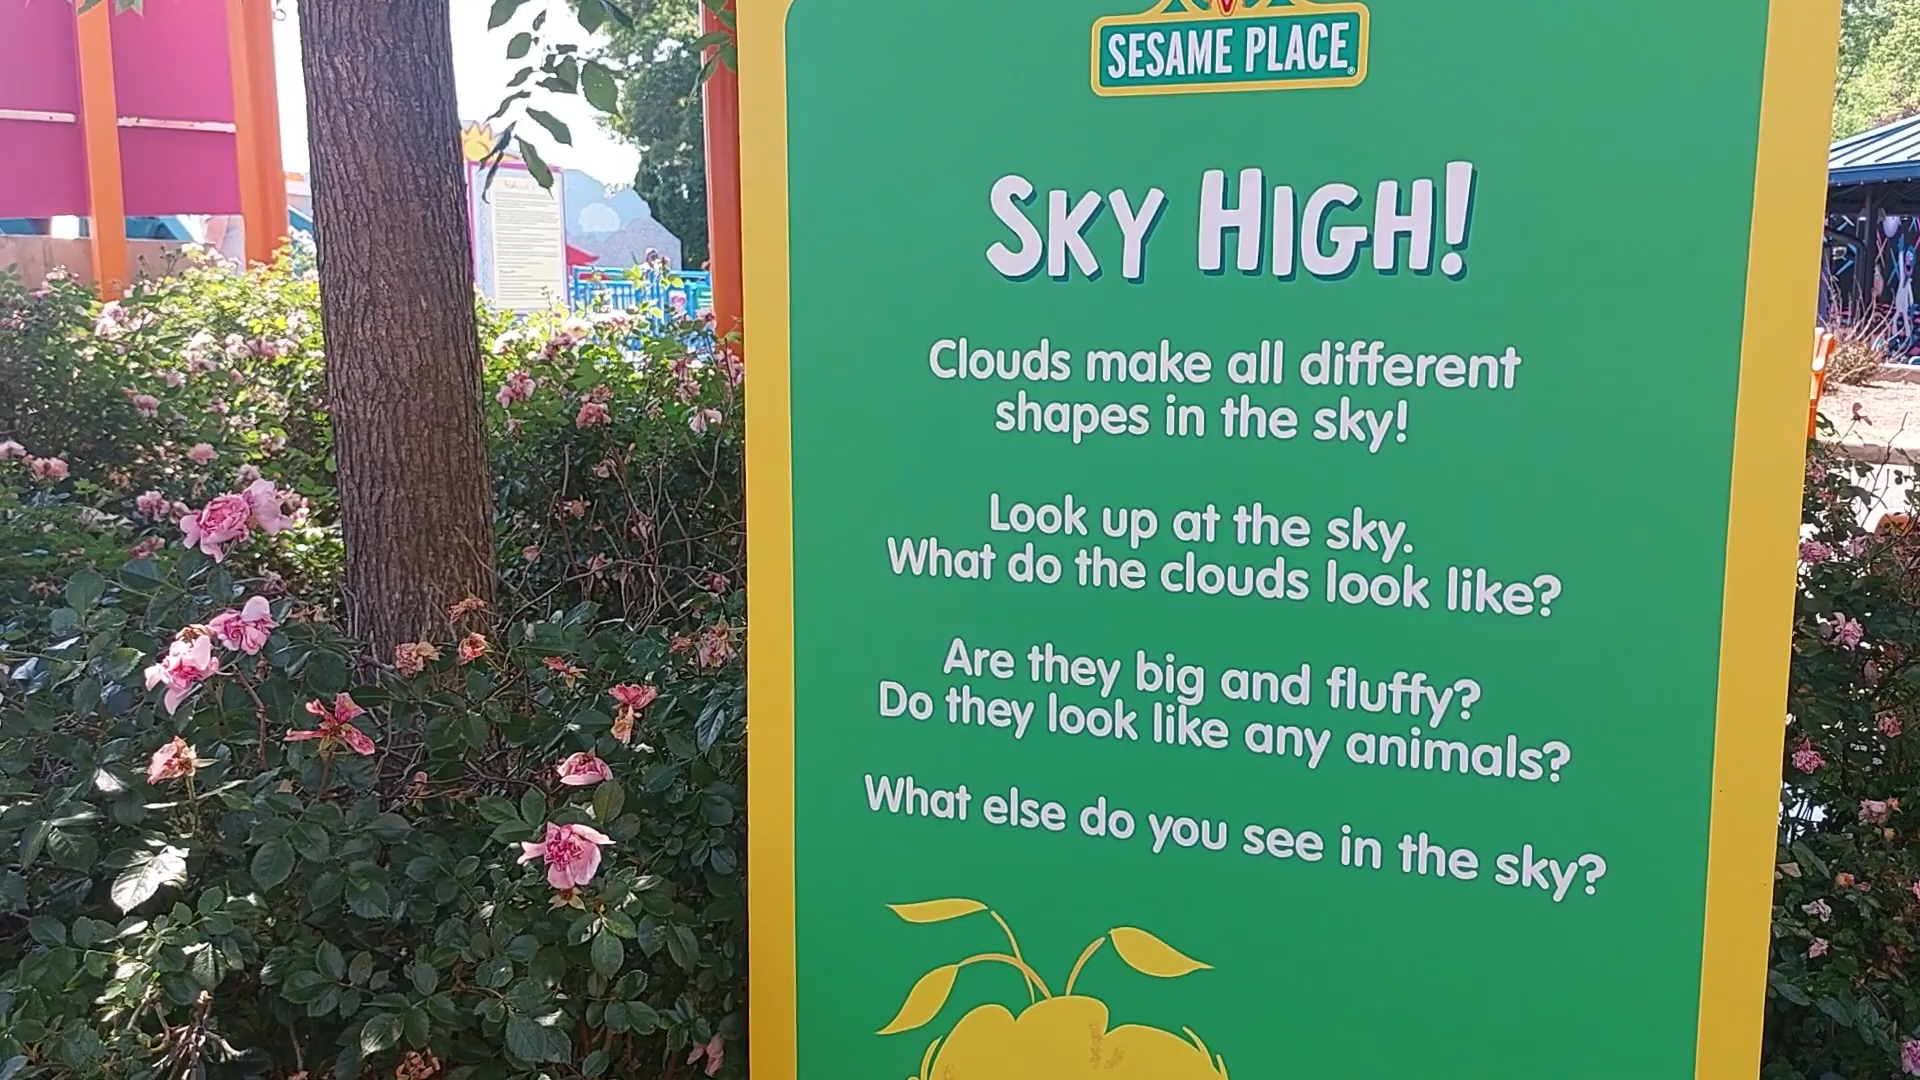 SESAME PLACE®
SKY HIGH!
Clouds make all different
shapes in the sky!
Look up at the sky.
What do the clouds look like?
Are they big and fluffy?
Do they look like any animals?
What else do you see in the sky?